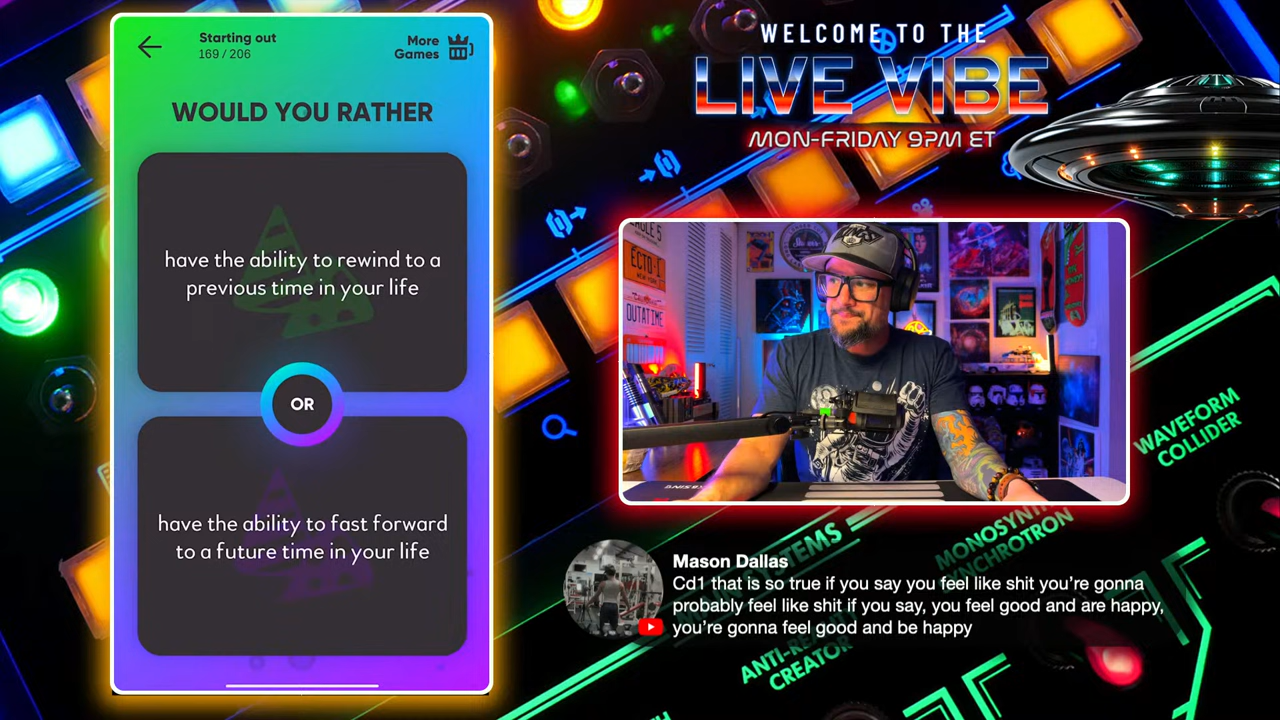 Starting out
169 / 206
More
Games
WOULD YOU RATHER
have the ability to rewind to a
previous time in your life
OR
have the ability to fast forward
to a future time in your life
WELCOME TO THE
LIVE VIBE
MON-FRIDAY 9PM ET
KINGS
ECTO-1
OUTATIME
WAVEFORM
COLLIDER
MONOSYNTH
SYNCHROTRON
Mason Dallas
Cd1 that is so true if you say you feel like shit you're gonna
probably feel like shit if you say, you feel good and are happy,
you're gonna feel good and be happy
CREATOR